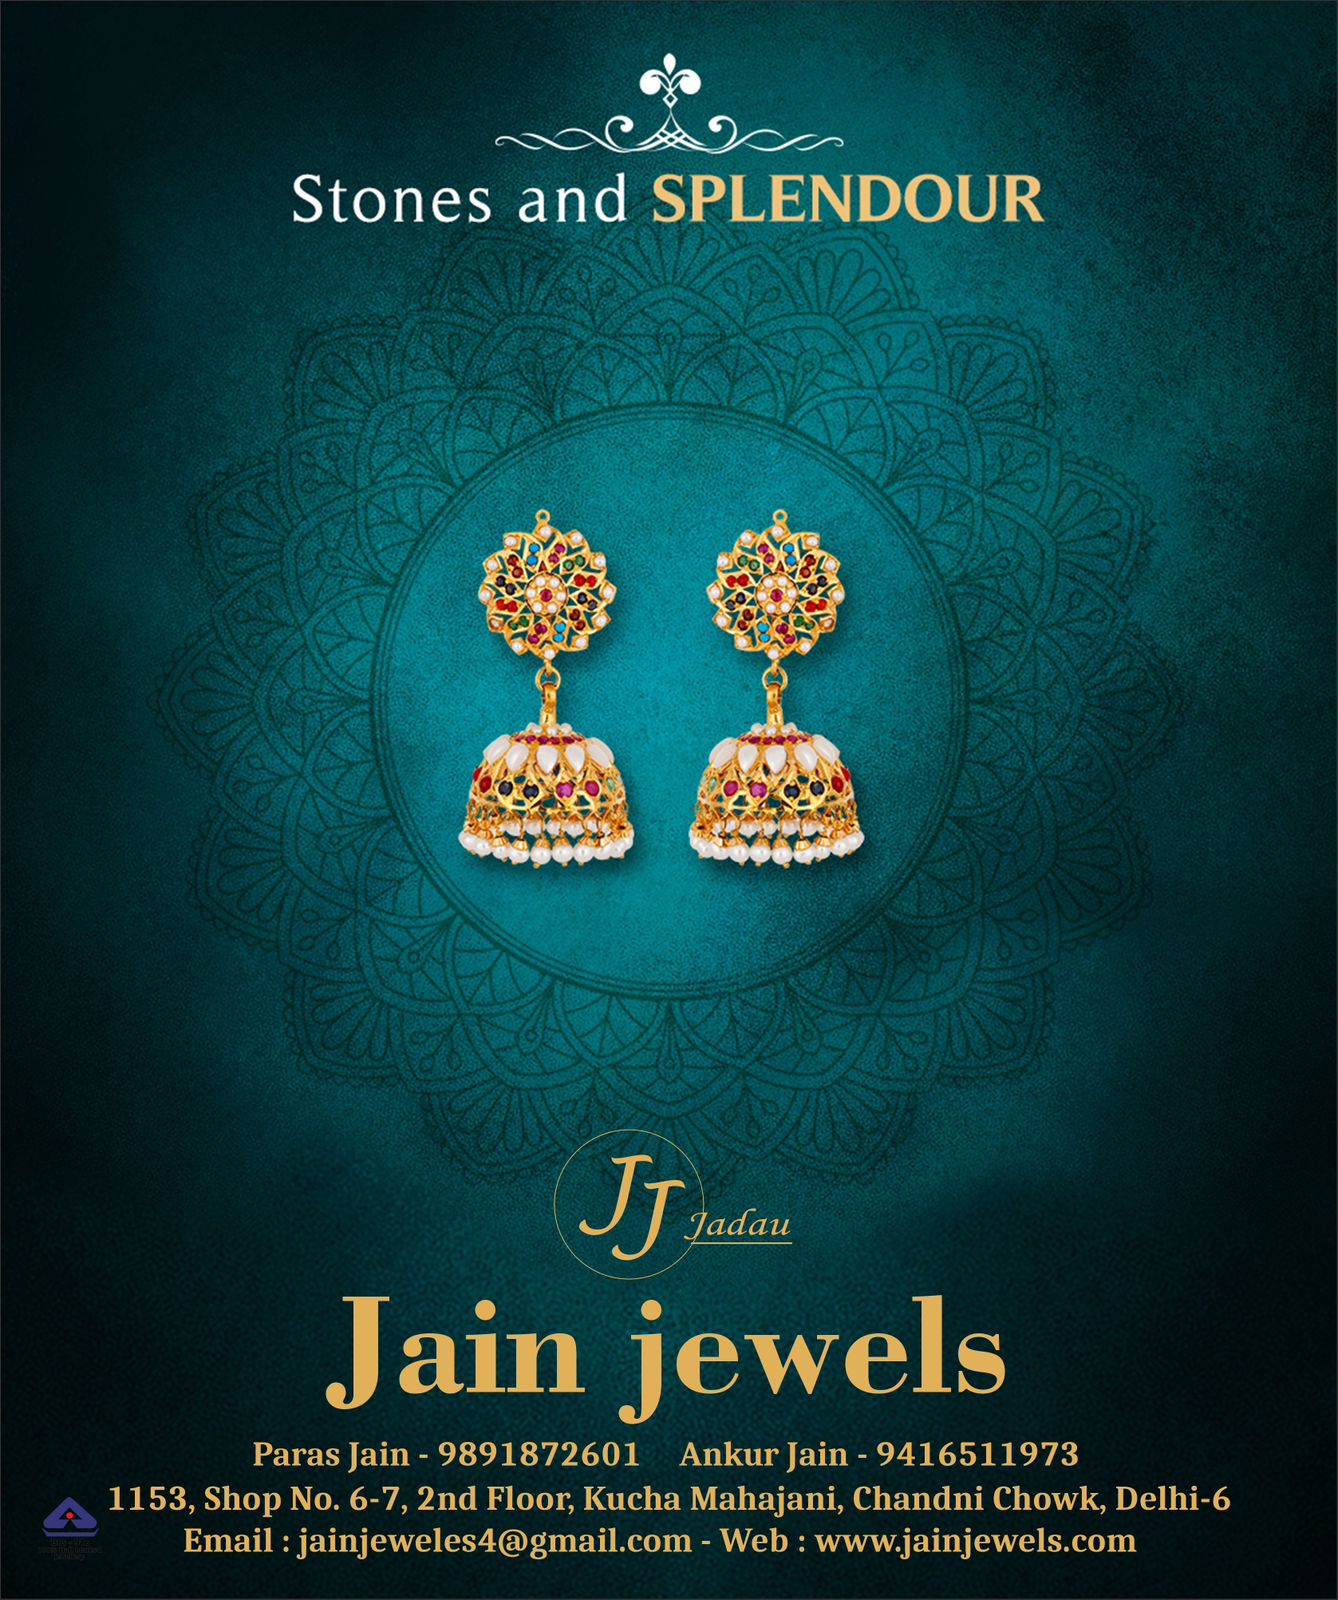 Stones and SPLENDOUR
JJ Jadau
Jain jewels
Paras Jain - 9891872601 Ankur Jain - 9416511973
1153, Shop No. 6-7, 2nd Floor, Kucha Mahajani, Chandni Chowk, Delhi-6
Email : jainjeweles4@gmail.com - Web : www.jainjewels.com